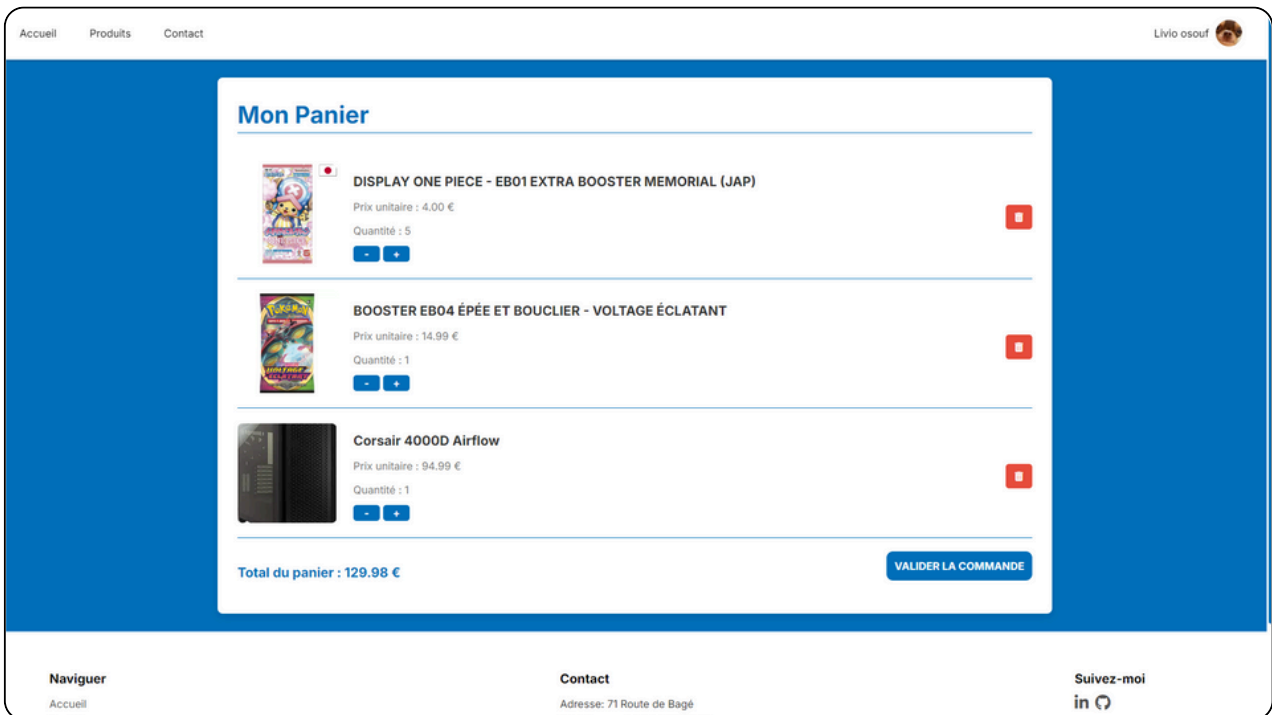 Accueil Produits Contact Livio osouf
Mon Panier
DISPLAY ONE PIECE - EB01 EXTRA BOOSTER MEMORIAL (JAP)
Prix unitaire : 4.00 €
Quantité : 5
- +
POKéMON
VOLTAGE
ÉCLATANT
BOOSTER EB04 ÉPÉE ET BOUCLIER - VOLTAGE ÉCLATANT
Prix unitaire : 14.99 €
Quantité : 1
- +
Corsair 4000D Airflow
Prix unitaire : 94.99 €
Quantité : 1
- +
Total du panier : 129.98 €
VALIDER LA COMMANDE
Naviguer Contact Suivez-moi
Accueil Adresse: 71 Route de Bagé in